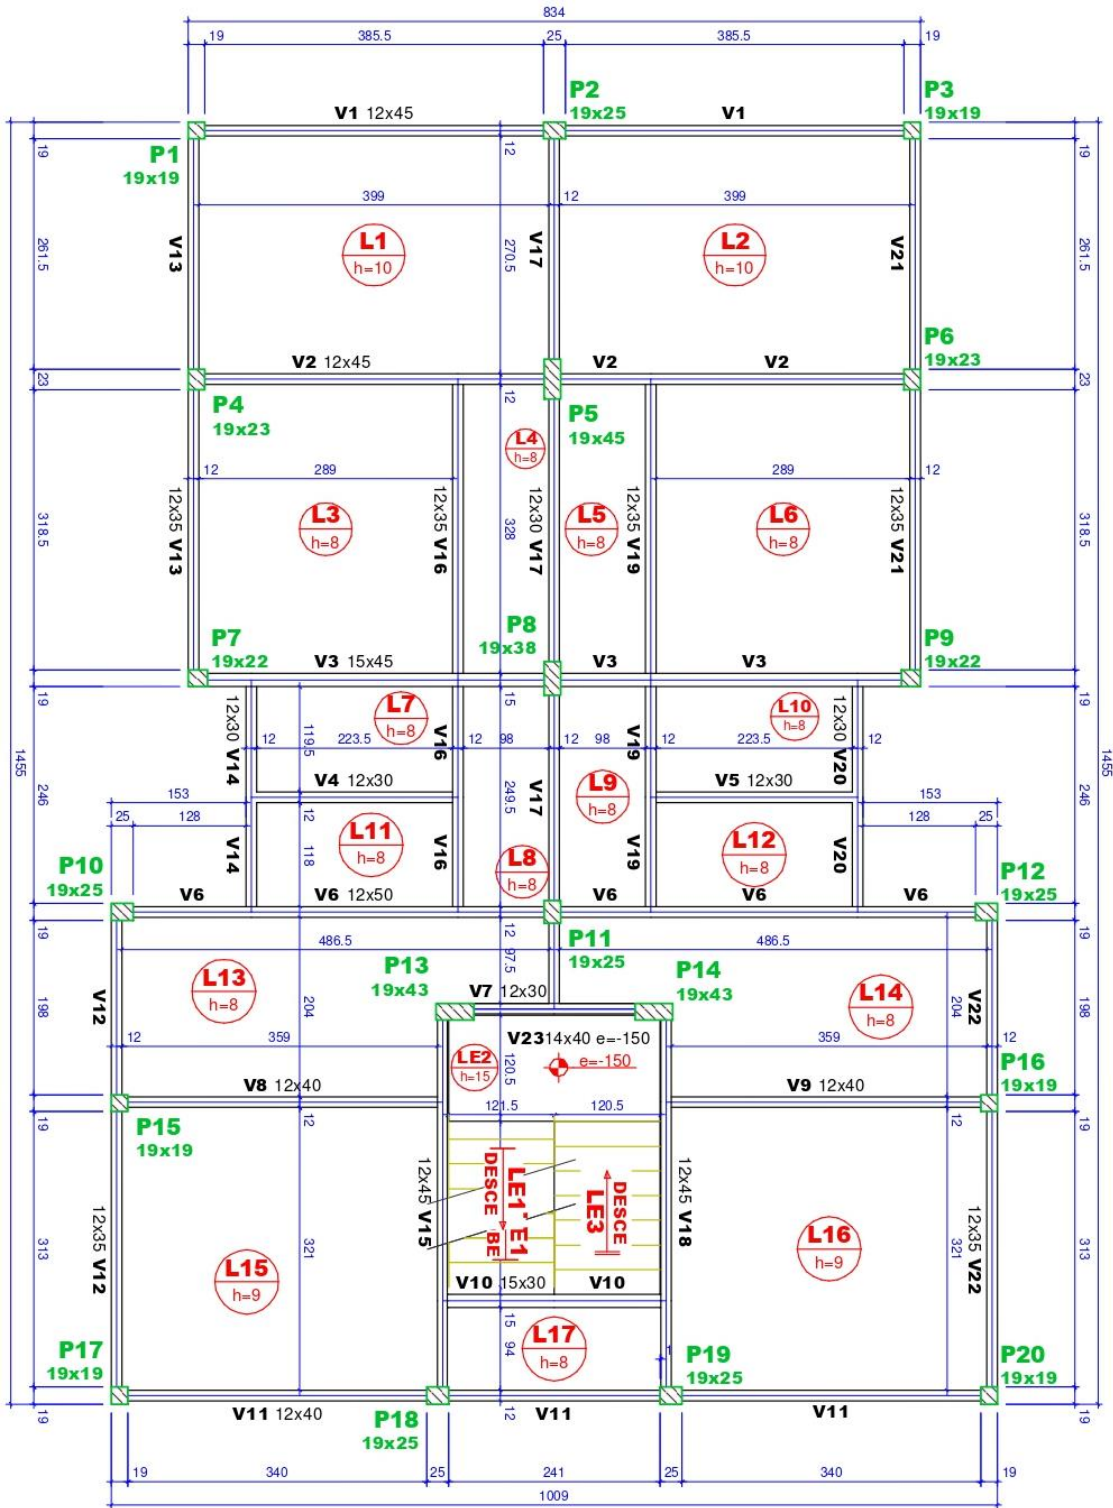 834
19 385.5 25 385.5 19
P2
19x25
P3
19x19
V1 12x45
V1
P1
19x19
19
12
19
399
12
399
V13
261.5
L1
h=10
270.5
V17
L2
h=10
V21
261.5
V2 12x45
V2
V2
P6
19x23
23
23
P4
19x23
12
P5
19x45
L4
h=8
12
289
289
12
12x35 V13
318.5
L3
h=8
12x35 V16
328
12x30 V17
L5
h=8
12x35 V19
L6
h=8
12x35 V21
318.5
P7
19x22
V3 15x45
P8
19x38
V3
V3
P9
19x22
19
15
19
12x30 V14
L7
h=8
L10
h=8
12x30 V20
119.5
12 223.5 V16 12 98 12 98 V19 12 223.5 12
1455
246
V4 12x30
249.5
V17
L9
h=8
V5 12x30
246
1455
153
25 128
153
128 25
12
118
V14
L11
h=8
V16
L8
h=8
V19
L12
h=8
V20
P10
19x25
V6
V6 12x50
V6
V6
V6
P12
19x25
19
12
19
486.5
97.5
P11
19x25
486.5
P13
19x43
P14
19x43
L13
h=8
V7 12x30
L14
h=8
V12
198
204
204
V22
198
12 359
359 12
V23 14x40 e=-150
e=-150
LE2
h=15
120.5
V8 12x40
V9 12x40
P16
19x19
121.5 120.5
P15
19x19
19
12
12
19
12x45 V15
DESCE
LE1'
E1
BE
LE3
DESCE
12x45 V18
12x35 V12
313
321
L15
h=9
L16
h=9
321
12x35 V22
313
V10 15x30
V10
15
94
L17
h=8
1
P17
19x19
P19
19x25
P20
19x19
19
V11 12x40
P18
19x25
12
V11
V11
19
19 340 25 241 25 340 19
1009